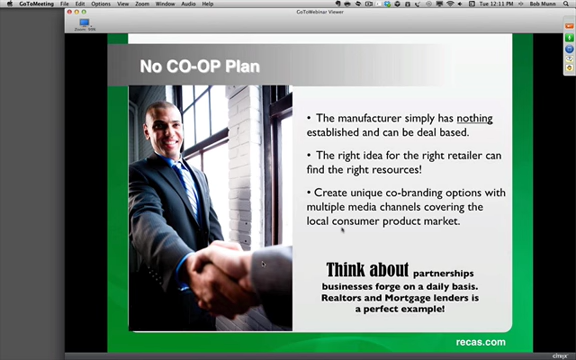 GoToMeeting File Edit Options View Zoom Window Audio Help Tue 12:11 PM Bob Munn
GoToWebinar Viewer
No CO-OP Plan
• The manufacturer simply has nothing
established and can be deal based.
• The right idea for the right retailer can
find the right resources!
• Create unique co-branding options with
multiple media channels covering the
local consumer product market.
Think about partnerships
businesses forge on a daily basis.
Realtors and Mortgage lenders is
a perfect example!
recas.com
CITRIX